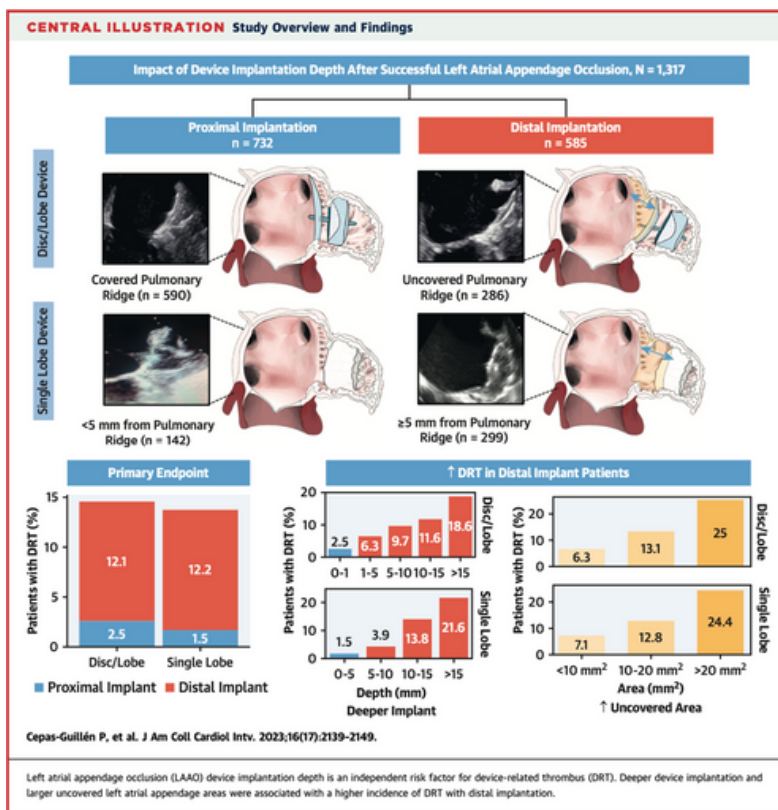 CENTRAL ILLUSTRATION Study Overview and Findings
Impact of Device Implantation Depth After Successful Left Atrial Appendage Occlusion, N = 1,317
Proximal Implantation
n = 732
Distal Implantation
n = 585
Disc/Lobe Device
Covered Pulmonary
Ridge (n = 590)
Uncovered Pulmonary
Ridge (n = 286)
Single Lobe Device
<5 mm from Pulmonary
Ridge (n = 142)
≥5 mm from Pulmonary
Ridge (n = 299)
Primary Endpoint
Patients with DRT (%)
15
10
5
0
12.1
2.5
12.2
1.5
Disc/Lobe
Single Lobe
Proximal Implant
Distal Implant
↑ DRT in Distal Implant Patients
Patients with DRT (%)
20
10
0
2.5
6.3
9.7
11.6
18.6
0-1
1-5
5-10
10-15
>15
Disc/Lobe
20
10
0
1.5
3.9
13.8
21.6
0-5
5-10
10-15
>15
Single Lobe
Depth (mm)
Deeper Implant
Patients with DRT (%)
20
10
0
6.3
13.1
25
Disc/Lobe
20
10
0
7.1
12.8
24.4
Single Lobe
<10 mm²
10-20 mm²
>20 mm²
Area (mm²)
↑ Uncovered Area
Cepas-Guillén P, et al. J Am Coll Cardiol Intv. 2023;16(17):2139–2149.
Left atrial appendage occlusion (LAAO) device implantation depth is an independent risk factor for device-related thrombus (DRT). Deeper device implantation and
larger uncovered left atrial appendage areas were associated with a higher incidence of DRT with distal implantation.